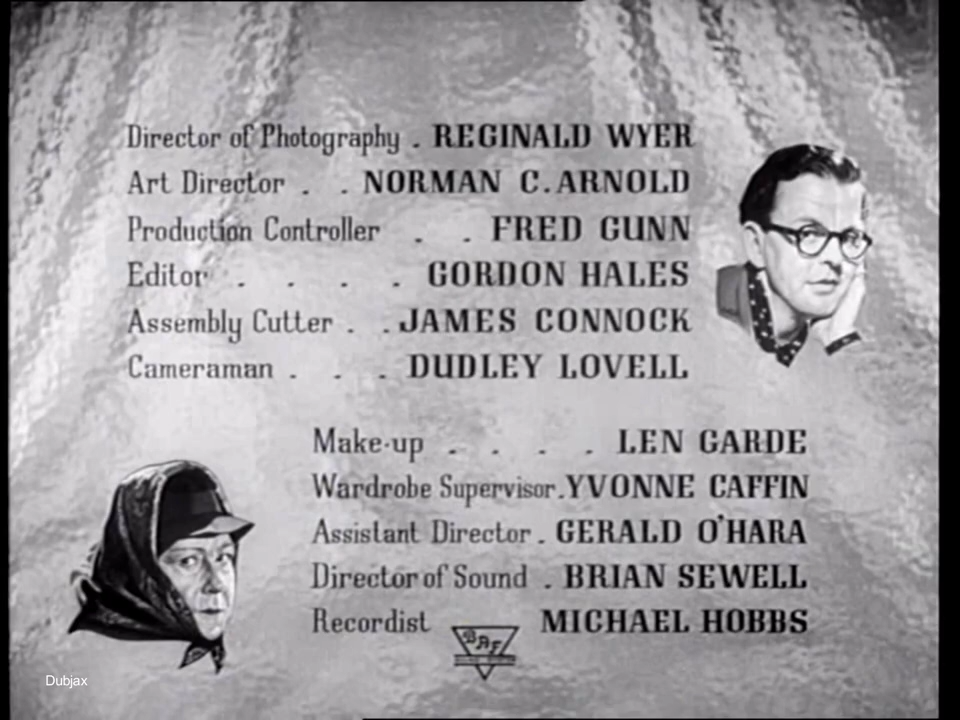 Director of Photography . REGINALD WYER
Art Director . . NORMAN C. ARNOLD
Production Controller . . FRED GUNN
Editor . . . . GORDON HALES
Assembly Cutter . . JAMES CONNOCK
Cameraman . . . DUDLEY LOVELL
Make-up . . . . LEN GARDE
Wardrobe Supervisor . YVONNE CAFFIN
Assistant Director . GERALD O'HARA
Director of Sound . BRIAN SEWELL
Recordist MICHAEL HOBBS
BAF
Dubjax